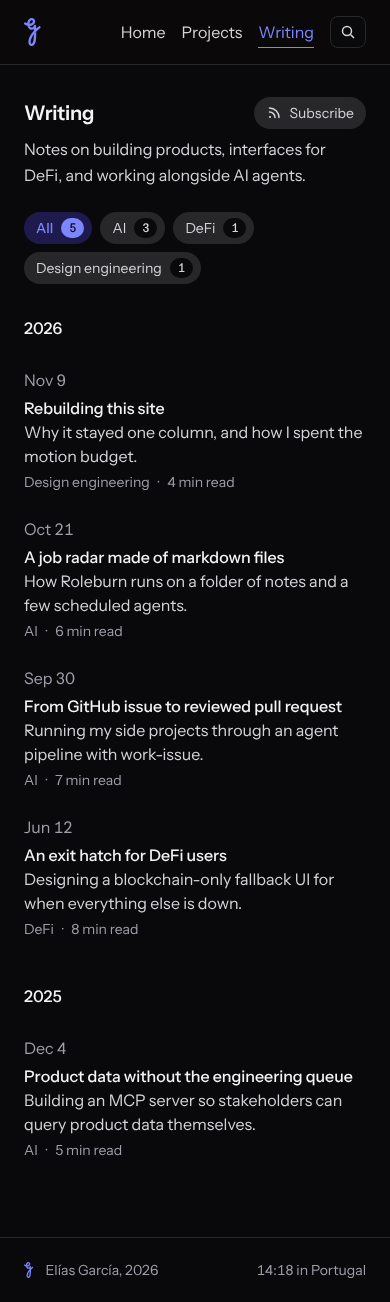 Home Projects Writing
Writing
Subscribe
Notes on building products, interfaces for
DeFi, and working alongside AI agents.
All 5 AI 3 DeFi 1
Design engineering 1
2026
Nov 9
Rebuilding this site
Why it stayed one column, and how I spent the
motion budget.
Design engineering · 4 min read
Oct 21
A job radar made of markdown files
How Roleburn runs on a folder of notes and a
few scheduled agents.
AI · 6 min read
Sep 30
From GitHub issue to reviewed pull request
Running my side projects through an agent
pipeline with work-issue.
AI · 7 min read
Jun 12
An exit hatch for DeFi users
Designing a blockchain-only fallback UI for
when everything else is down.
DeFi · 8 min read
2025
Dec 4
Product data without the engineering queue
Building an MCP server so stakeholders can
query product data themselves.
AI · 5 min read
Elías García, 2026
14:18 in Portugal